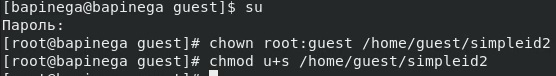 [bapinega@bapinega guest]$ su
Пароль:
[root@bapinega guest]# chown root:guest /home/guest/simpleid2
[root@bapinega guest]# chmod u+s /home/guest/simpleid2